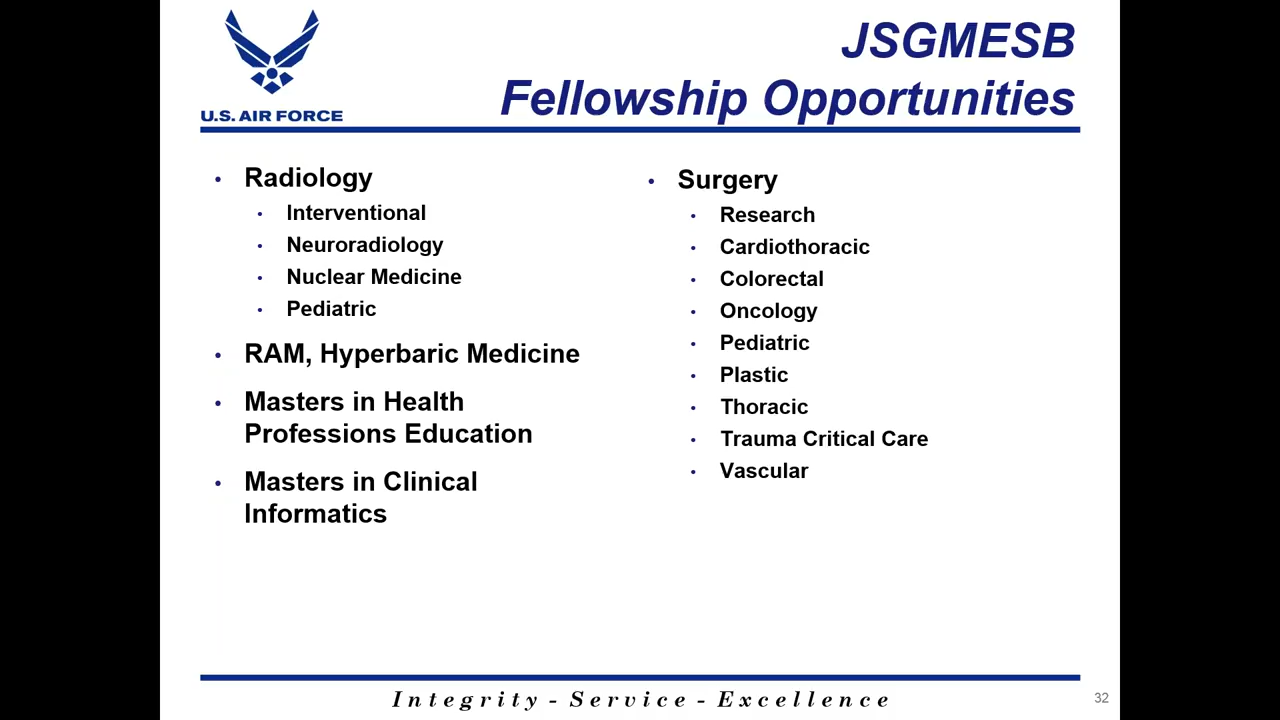 JSGMESB
Fellowship Opportunities
U.S. AIR FORCE
• Radiology
• Interventional
• Neuroradiology
• Nuclear Medicine
• Pediatric
• RAM, Hyperbaric Medicine
• Masters in Health
Professions Education
• Masters in Clinical
Informatics
• Surgery
• Research
• Cardiothoracic
• Colorectal
• Oncology
• Pediatric
• Plastic
• Thoracic
• Trauma Critical Care
• Vascular
Integrity - Service - Excellence
32